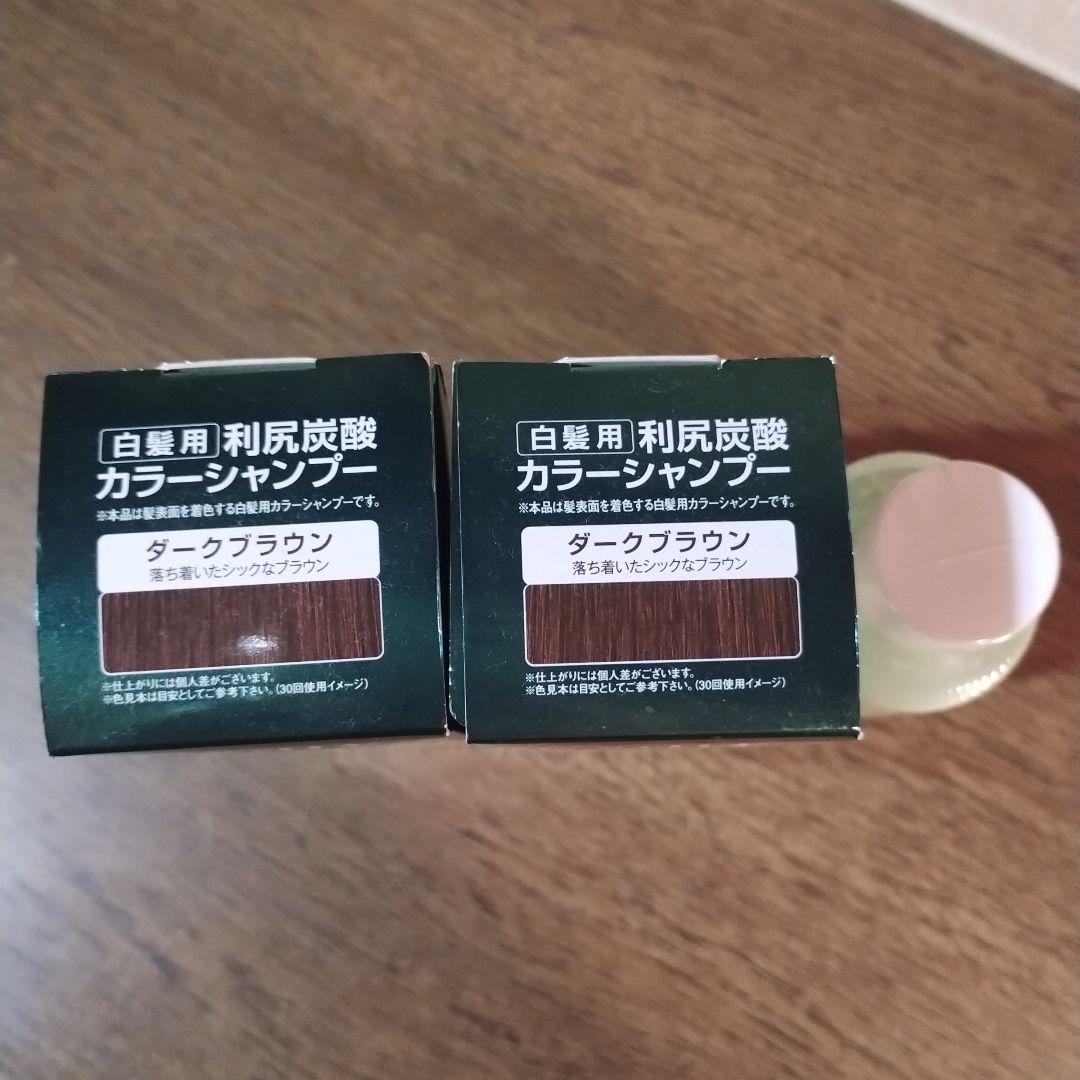 白髪用 利尻炭酸
カラーシャンプー
※本品は髪表面を着色する白髪用カラーシャンプーです。
ダークブラウン
落ち着いたシックなブラウン
※仕上がりには個人差がございます。
※色見本は目安としてご参考下さい。(30回使用イメージ)
白髪用 利尻炭酸
カラーシャンプー
※本品は髪表面を着色する白髪用カラーシャンプーです。
ダークブラウン
落ち着いたシックなブラウン
※仕上がりには個人差がございます。
※色見本は目安としてご参考下さい。(30回使用イメージ)